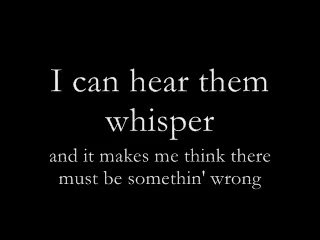 I can hear them
whisper
and it makes me think there
must be somethin' wrong